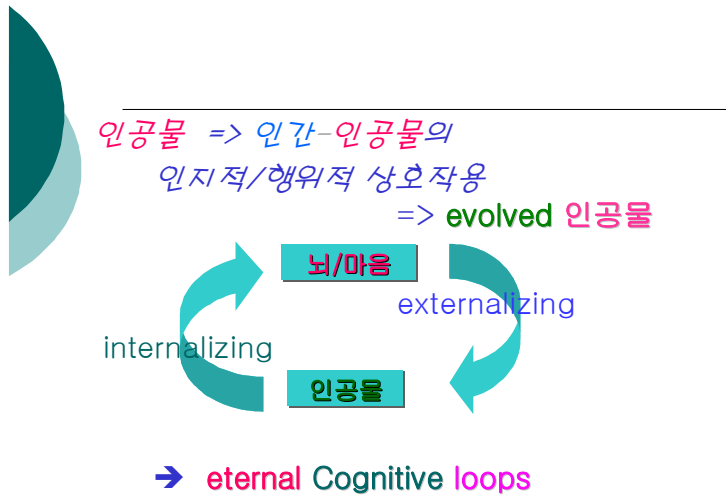 인공물 => 인간-인공물의
인지적/행위적 상호작용
=> evolved 인공물
뇌/마음
externalizing
internalizing
인공물
➔ eternal Cognitive loops